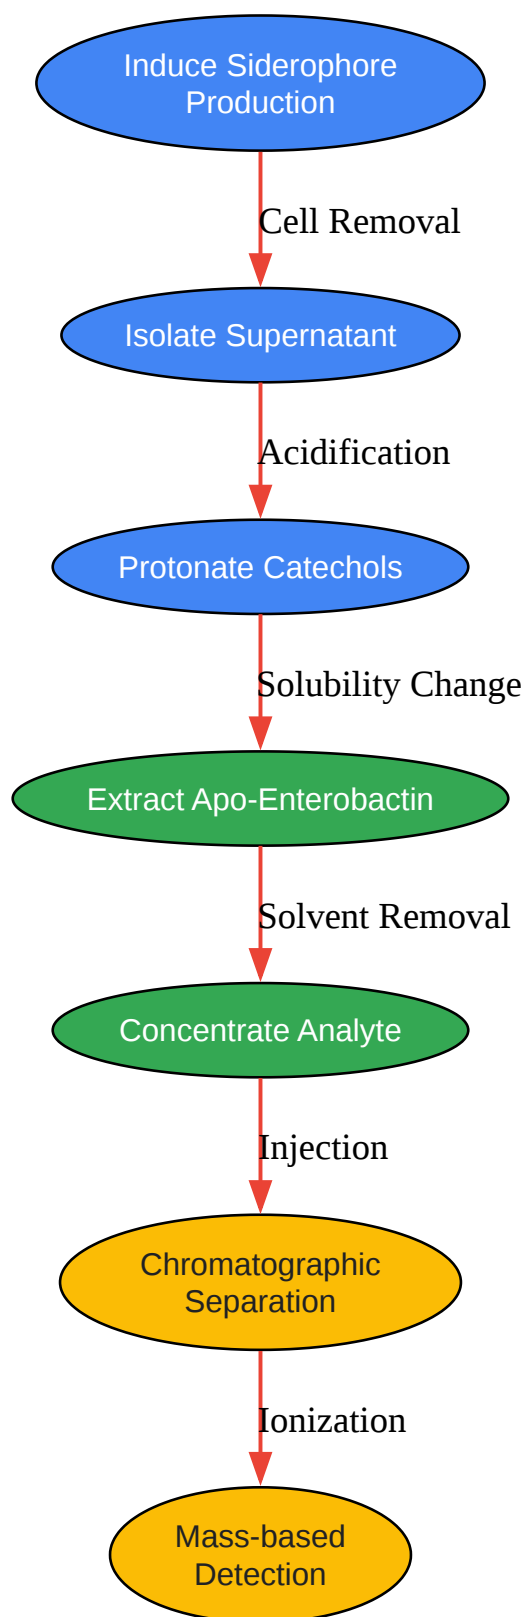 Induce Siderophore
Production
Cell Removal
Isolate Supernatant
Acidification
Protonate Catechols
Solubility Change
Extract Apo-Enterobactin
Solvent Removal
Concentrate Analyte
Injection
Chromatographic
Separation
Ionization
Mass-based
Detection